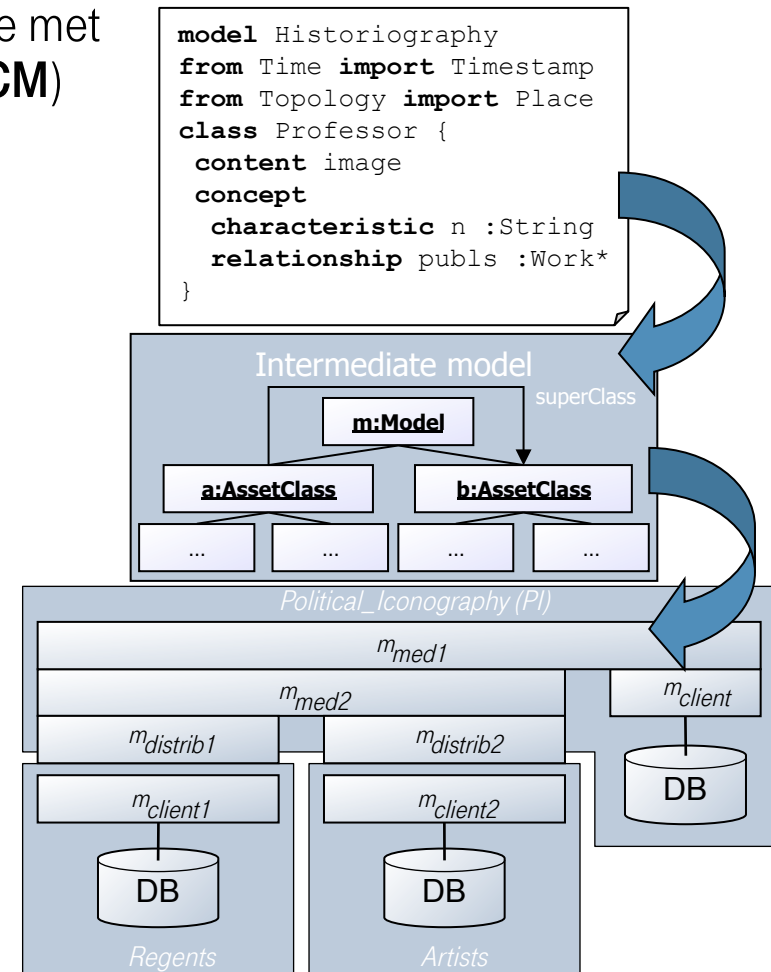 e met
CM)
model Historiography
from Time import Timestamp
from Topology import Place
class Professor {
content image
concept
characteristic n :String
relationship publs :Work*
}
Intermediate model
superClass
m:Model
a:AssetClass b:AssetClass
... ... ... ...
Political_Iconography (PI)
mmed1
mmed2 mclient
mdistrib1 mdistrib2
DB
mclient1 mclient2
DB DB
Regents Artists